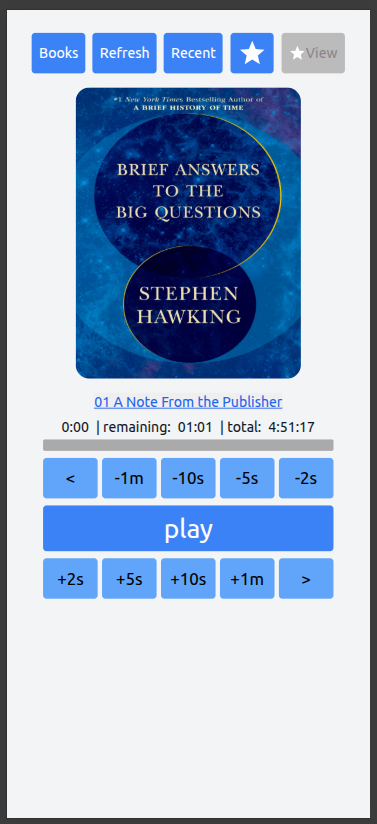 Books Refresh Recent ★ ★View
#1 New York Times Bestselling Author of
A BRIEF HISTORY OF TIME
BRIEF ANSWERS
TO THE
BIG QUESTIONS
STEPHEN
HAWKING
01 A Note From the Publisher
0:00 | remaining: 01:01 | total: 4:51:17
< -1m -10s -5s -2s
play
+2s +5s +10s +1m >